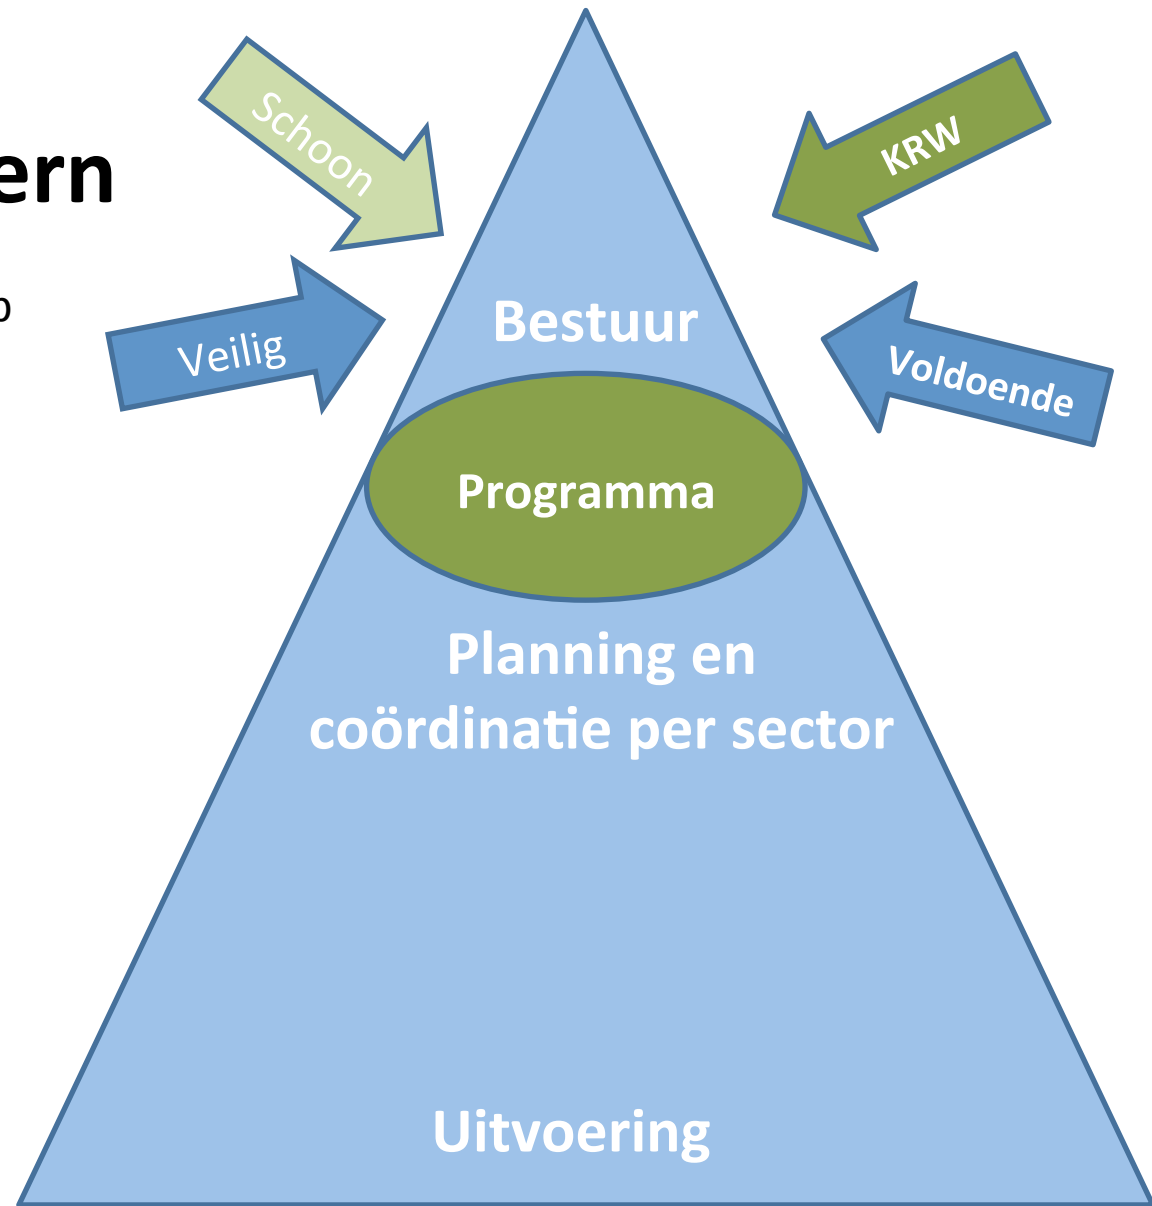 Schoon
KRW
ern
p
Veilig
Bestuur
Voldoende
Programma
Planning en
coördinatie per sector
Uitvoering